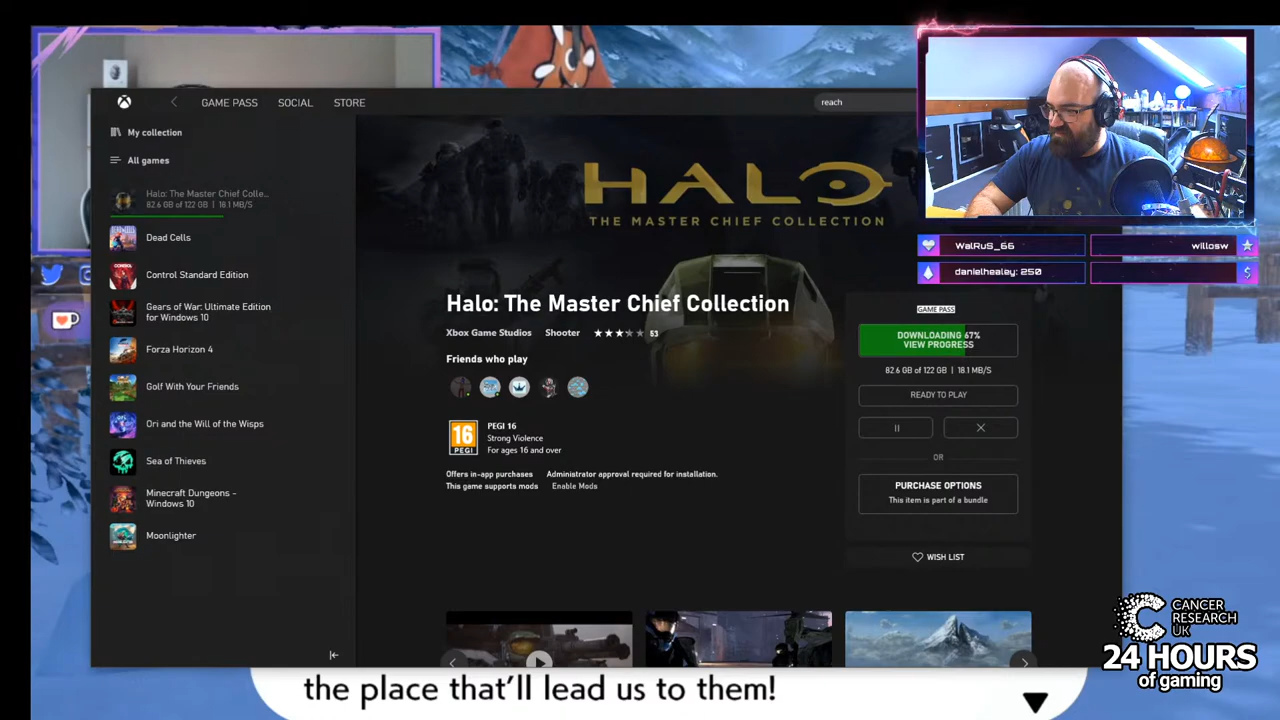 GAME PASS
SOCIAL
STORE
reach
My collection
All games
Halo: The Master Chief Colle...
82.6 GB of 122 GB | 18.1 MB/S
Dead Cells
Control Standard Edition
Gears of War: Ultimate Edition
for Windows 10
Forza Horizon 4
Golf With Your Friends
Ori and the Will of the Wisps
Sea of Thieves
Minecraft Dungeons -
Windows 10
Moonlighter
HALO
THE MASTER CHIEF COLLECTION
Halo: The Master Chief Collection
Xbox Game Studios
Shooter
53
Friends who play
16
PEGI
PEGI 16
Strong Violence
For ages 16 and over
Offers in-app purchases
Administrator approval required for installation.
This game supports mods
Enable Mods
GAME PASS
DOWNLOADING 67%
VIEW PROGRESS
82.6 GB of 122 GB | 18.1 MB/S
READY TO PLAY
OR
PURCHASE OPTIONS
This item is part of a bundle
WISH LIST
WalRuS_66
willosw
danielhealey: 250
$
CANCER
RESEARCH
UK
24 HOURS
of gaming
the place that'll lead us to them!